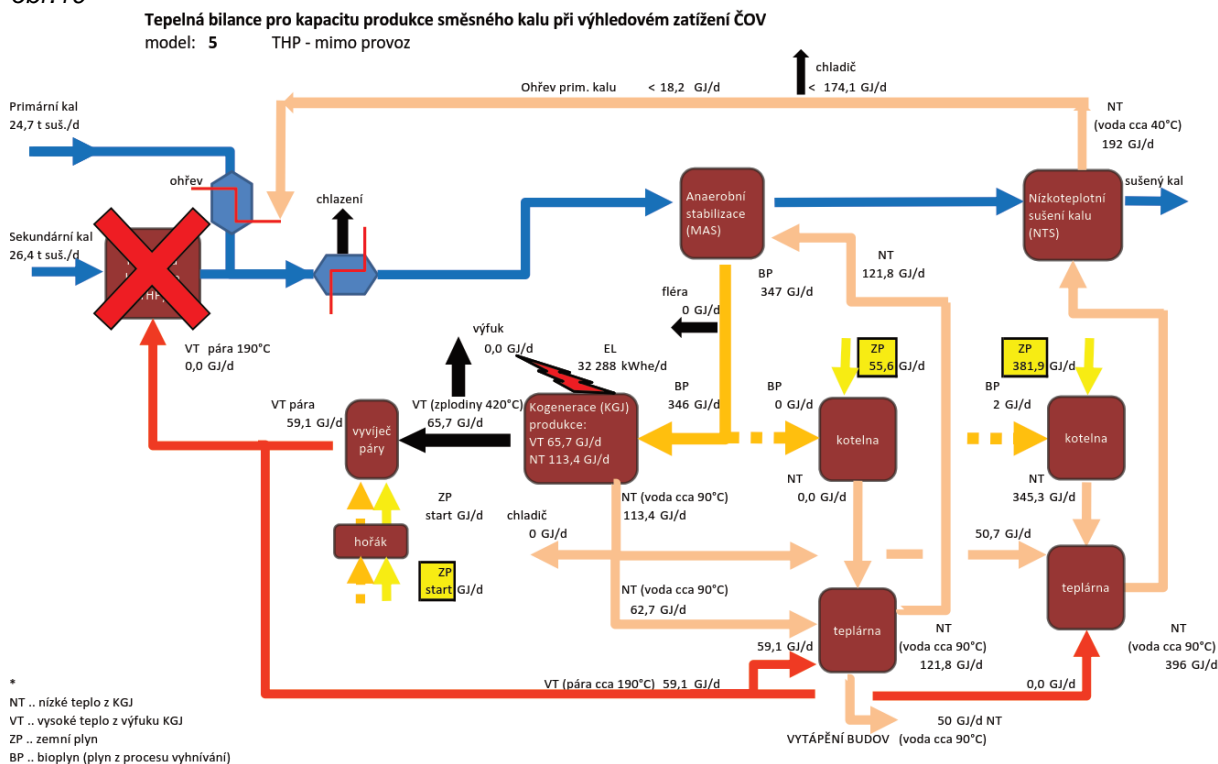 Tepelná bilance pro kapacitu produkce směsného kalu při výhledovém zatížení ČOV
model: 5 THP - mimo provoz
chladič
< 174,1 GJ/d
Ohřev prim. kalu < 18,2 GJ/d
Primární kal
24,7 t suš./d
NT
(voda cca 40°C)
192 GJ/d
ohřev
chlazení
Anaerobní
stabilizace
(MAS)
Nízkoteplotní
sušení kalu
(NTS)
sušený kal
Sekundární kal
26,4 t suš./d
THP
NT
121,8 GJ/d
BP
347 GJ/d
fléra
0 GJ/d
VT pára 190°C
0,0 GJ/d
výfuk
0,0 GJ/d
EL
32 288 kWhe/d
ZP
55,6 GJ/d
ZP
381,9 GJ/d
VT pára
59,1 GJ/d
VT (zplodiny 420°C)
65,7 GJ/d
Kogenerace (KGJ)
produkce:
VT 65,7 GJ/d
NT 113,4 GJ/d
BP
346 GJ/d
BP
0 GJ/d
BP
2 GJ/d
vyvíječ
páry
kotelna
kotelna
ZP
start GJ/d
NT (voda cca 90°C)
113,4 GJ/d
NT
0,0 GJ/d
NT
345,3 GJ/d
chladič
0 GJ/d
50,7 GJ/d
hořák
ZP
start GJ/d
NT (voda cca 90°C)
62,7 GJ/d
teplárna
teplárna
59,1 GJ/d
NT
(voda cca 90°C)
121,8 GJ/d
NT
(voda cca 90°C)
396 GJ/d
VT (pára cca 190°C) 59,1 GJ/d
0,0 GJ/d
50 GJ/d NT
VYTÁPĚNÍ BUDOV (voda cca 90°C)
*
NT .. nízké teplo z KGJ
VT .. vysoké teplo z výfuku KGJ
ZP .. zemní plyn
BP .. bioplyn (plyn z procesu vyhnívání)